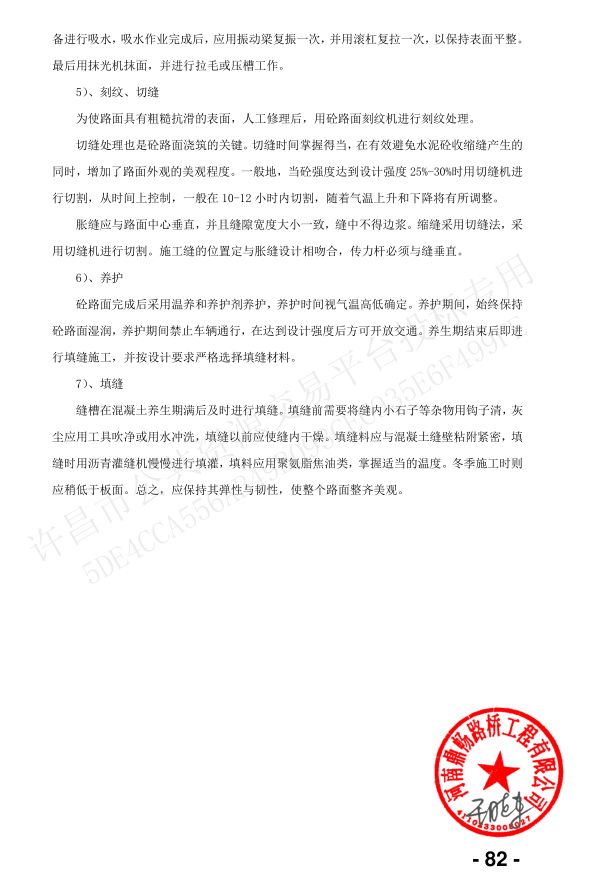 备进行吸水，吸水作业完成后，应用振动梁复振一次，并用滚杠复拉一次，以保持表面平整。
最后用抹光机抹面，并进行拉毛或压槽工作。
5）、刻纹、切缝
为使路面具有粗糙抗滑的表面，人工修理后，用砼路面刻纹机进行刻纹处理。
切缝处理也是砼路面浇筑的关键。切缝时间掌握得当，在有效避免水泥砼收缩缝产生的
同时，增加了路面外观的美观程度。一般地，当砼强度达到设计强度 25%-30%时用切缝机进
行切割，从时间上控制，一般在 10-12 小时内切割，随着气温上升和下降将有所调整。
胀缝应与路面中心垂直，并且缝隙宽度大小一致，缝中不得边浆。缩缝采用切缝法，采
用切缝机进行切割。施工缝的位置定与胀缝设计相吻合，传力杆必须与缝垂直。
6）、养护
砼路面完成后采用温养和养护剂养护，养护时间视气温高低确定。养护期间，始终保持
砼路面湿润，养护期间禁止车辆通行，在达到设计强度后方可开放交通。养生期结束后即进
行填缝施工，并按设计要求严格选择填缝材料。
7）、填缝
缝槽在混凝土养生期满后及时进行填缝。填缝前需要将缝内小石子等杂物用钩子清，灰
尘应用工具吹净或用水冲洗，填缝以前应使缝内干燥。填缝料应与混凝土缝壁粘附紧密，填
缝时用沥青灌缝机慢慢进行填灌，填料应用聚氨脂焦油类，掌握适当的温度。冬季施工时则
应稍低于板面。总之，应保持其弹性与韧性，使整个路面整齐美观。
许昌市公共资源交易平台投标专用
河南鼎畅路桥工程有限公司
- 82 -